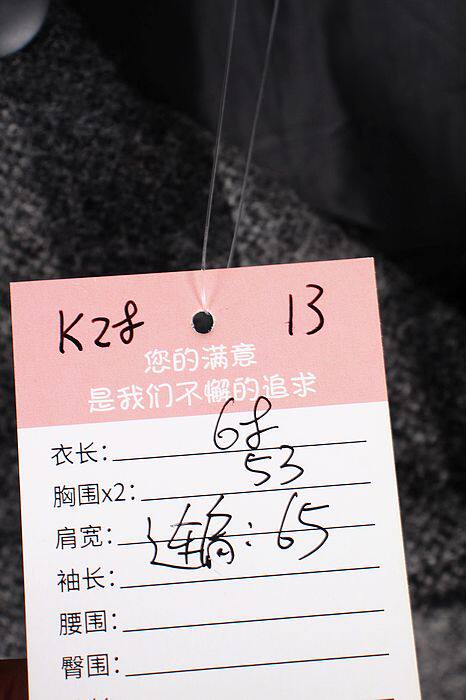 K28 13
您的满意
是我们不懈的追求
衣长: 68
胸围x2: 53
肩宽: 连肩: 65
袖长:
腰围:
臀围: